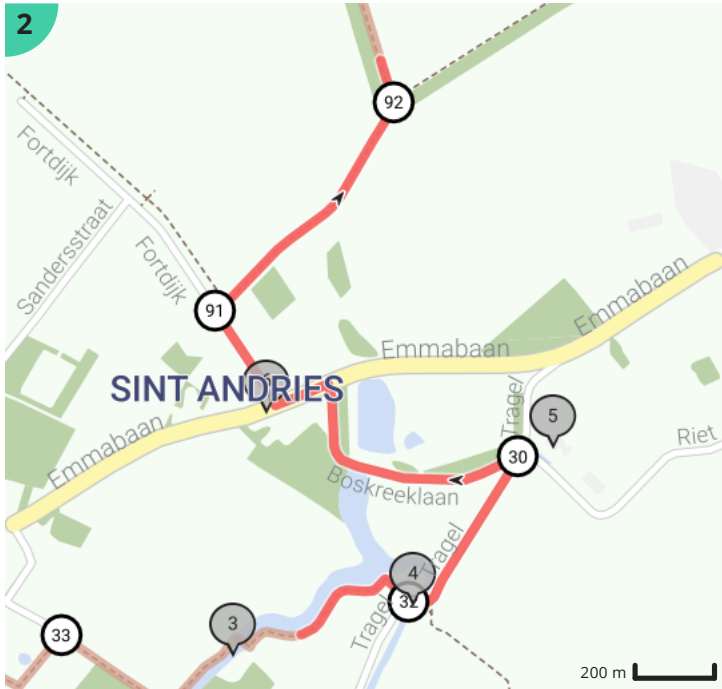 2
92
Fortdijk
Sandersstraat
Fortdijk
91
Emmabaan
Emmabaan
SINT ANDRIES
Tragel
5
Emmabaan
30
Riet
Boskreeklaan
Tragel
4
32
3
Tragel
33
200 m